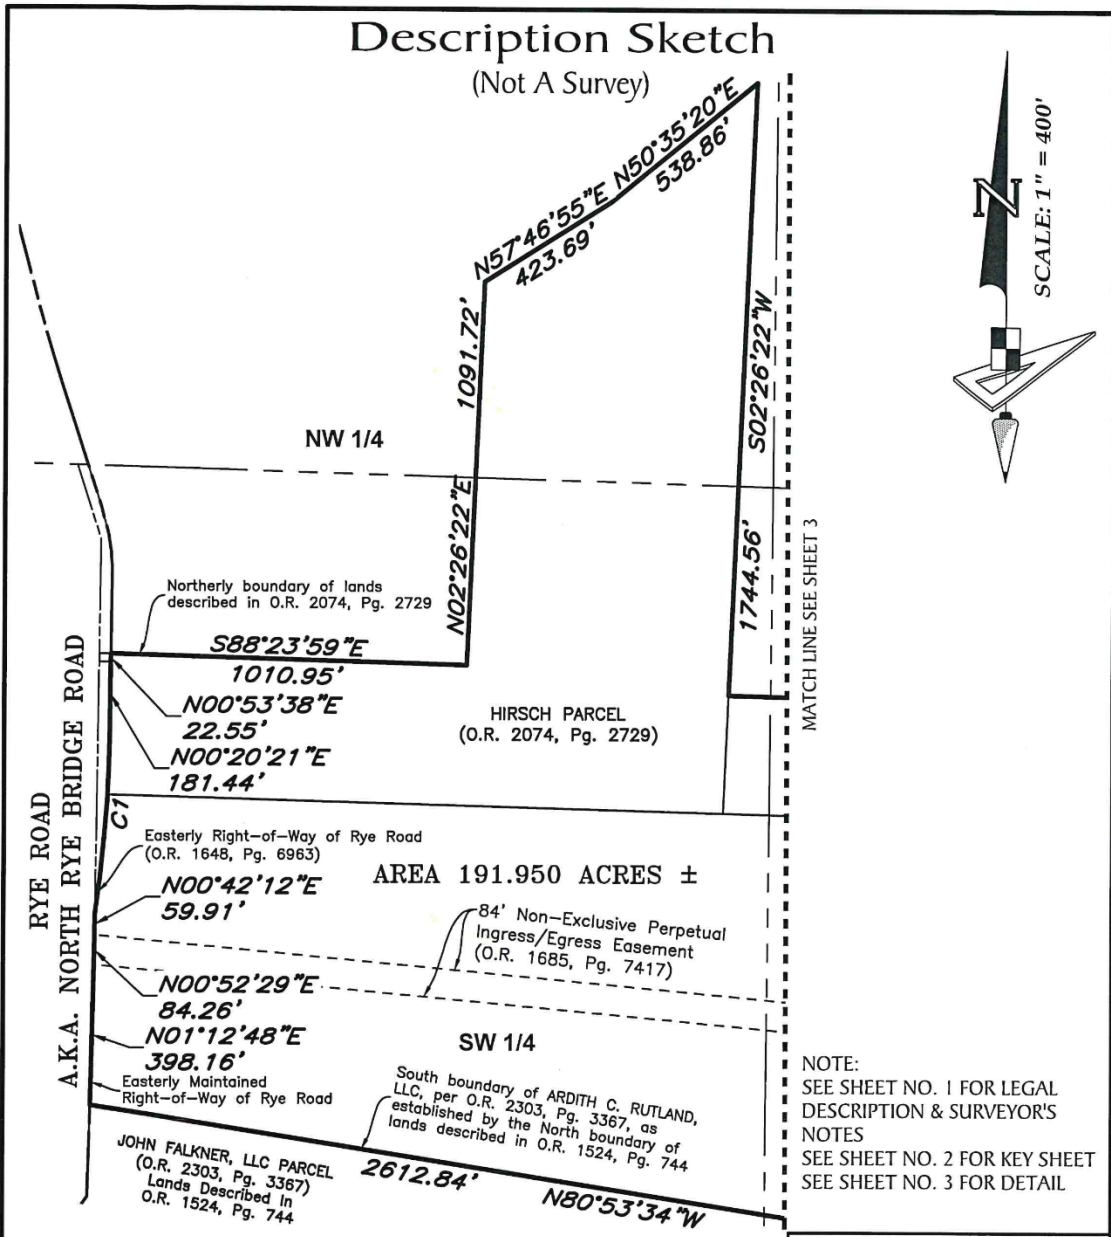 Description Sketch
(Not A Survey)
N50°35'20"E
538.86'
N57°46'55"E
423.69'
N
SCALE: 1" = 400'
1091.72'
N02°26'22"E
S02°26'22"W
1744.56'
NW 1/4
MATCH LINE SEE SHEET 3
Northerly boundary of lands
described in O.R. 2074, Pg. 2729
S88°23'59"E
1010.95'
N00°53'38"E
22.55'
N00°20'21"E
181.44'
HIRSCH PARCEL
(O.R. 2074, Pg. 2729)
RYE ROAD
A.K.A. NORTH RYE BRIDGE ROAD
C1
Easterly Right-of-Way of Rye Road
(O.R. 1648, Pg. 6963)
N00°42'12"E
59.91'
AREA 191.950 ACRES ±
84' Non-Exclusive Perpetual
Ingress/Egress Easement
(O.R. 1685, Pg. 7417)
N00°52'29"E
84.26'
N01°12'48"E
398.16'
SW 1/4
Easterly Maintained
Right-of-Way of Rye Road
South boundary of ARDITH C. RUTLAND,
LLC, per O.R. 2303, Pg. 3367, as
established by the North boundary of
lands described in O.R. 1524, Pg. 744
2612.84'
N80°53'34"W
JOHN FALKNER, LLC PARCEL
(O.R. 2303, Pg. 3367)
Lands Described In
O.R. 1524, Pg. 744
NOTE:
SEE SHEET NO. 1 FOR LEGAL
DESCRIPTION & SURVEYOR'S
NOTES
SEE SHEET NO. 2 FOR KEY SHEET
SEE SHEET NO. 3 FOR DETAIL